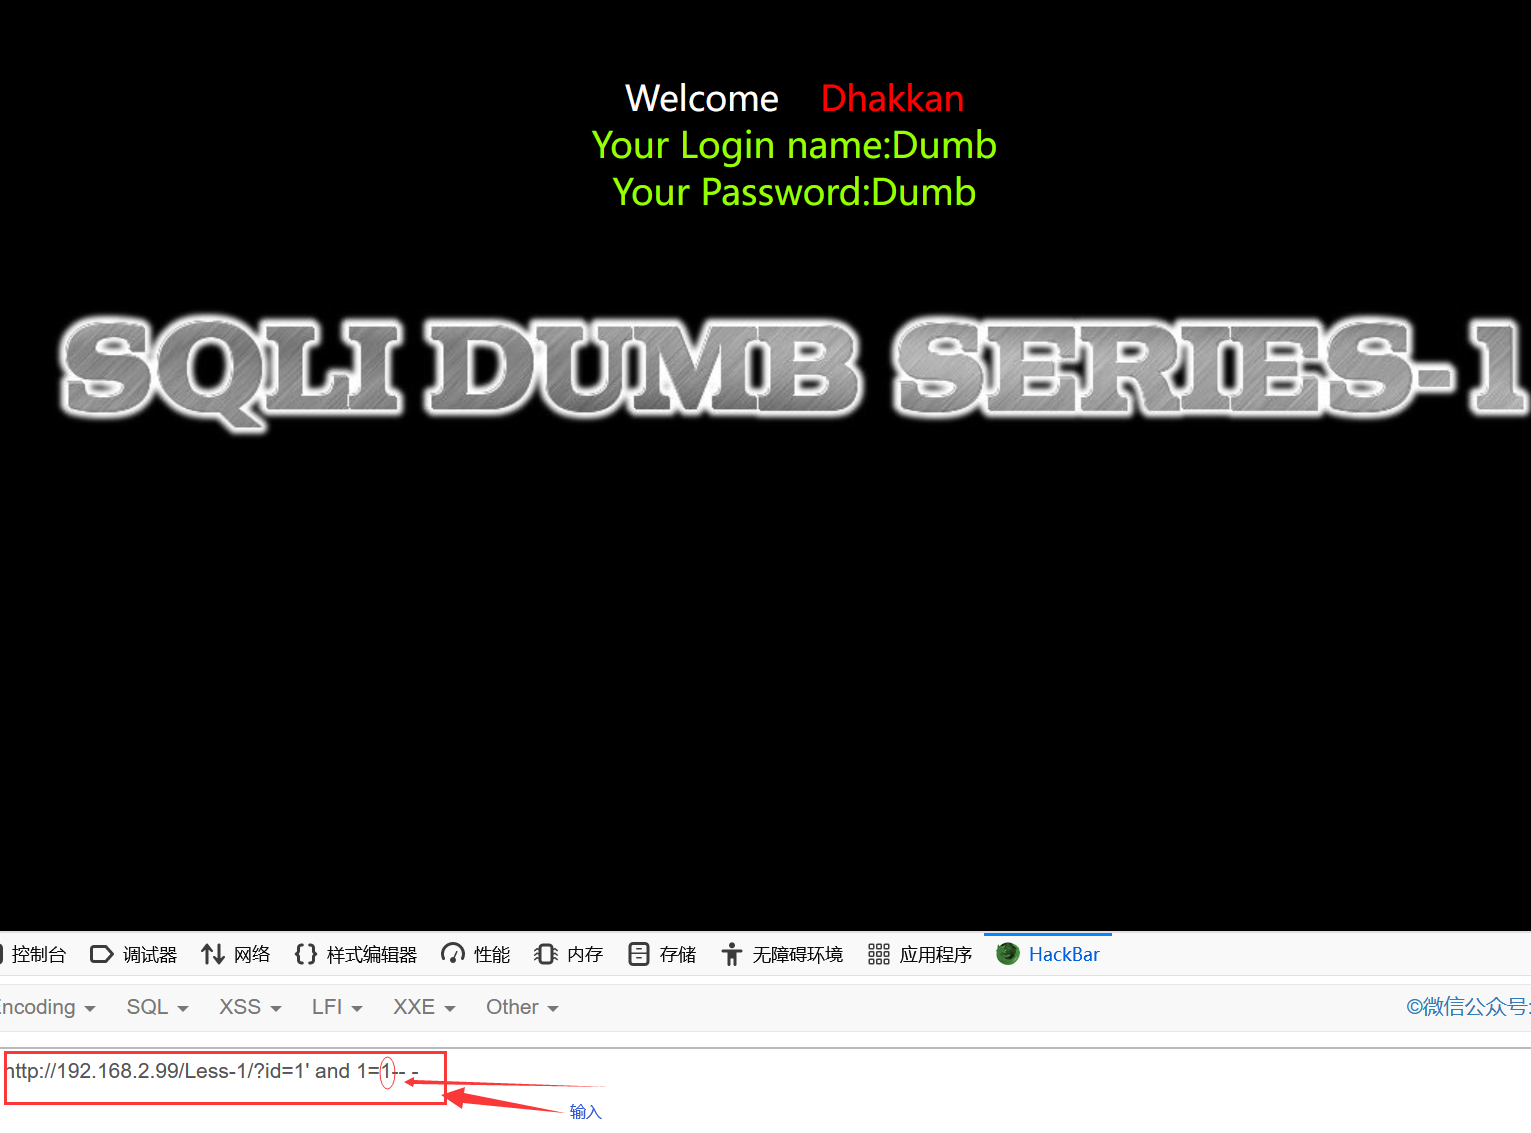 Welcome Dhakkan
Your Login name:Dumb
Your Password:Dumb
SQLI DUMB SERIES-1
控制台 调试器 网络 样式编辑器 性能 内存 存储 无障碍环境 应用程序 HackBar
ncoding SQL XSS LFI XXE Other ©微信公众号:
http://192.168.2.99/Less-1/?id=1' and 1=1-- -
输入